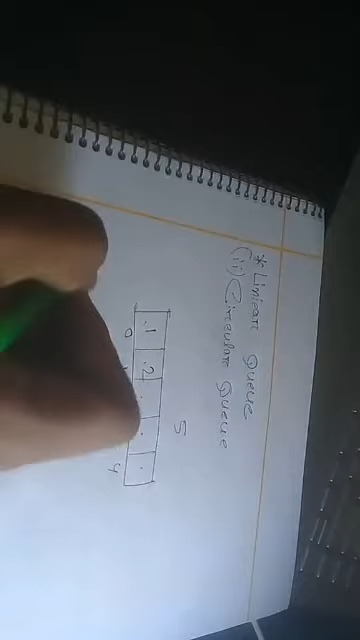 * Linear Queue
(ii) Circular Queue
5
.1 .2 . . .
0 4